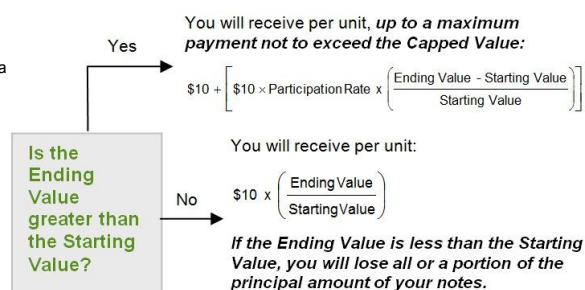 You will receive per unit, up to a maximum
payment not to exceed the Capped Value:
Yes
a
$10 + [ $10 × Participation Rate x ( Ending Value - Starting Value / Starting Value ) ]
Is the
Ending
Value
greater than
the Starting
Value?
No
You will receive per unit:
$10 x ( Ending Value / Starting Value )
If the Ending Value is less than the Starting
Value, you will lose all or a portion of the
principal amount of your notes.